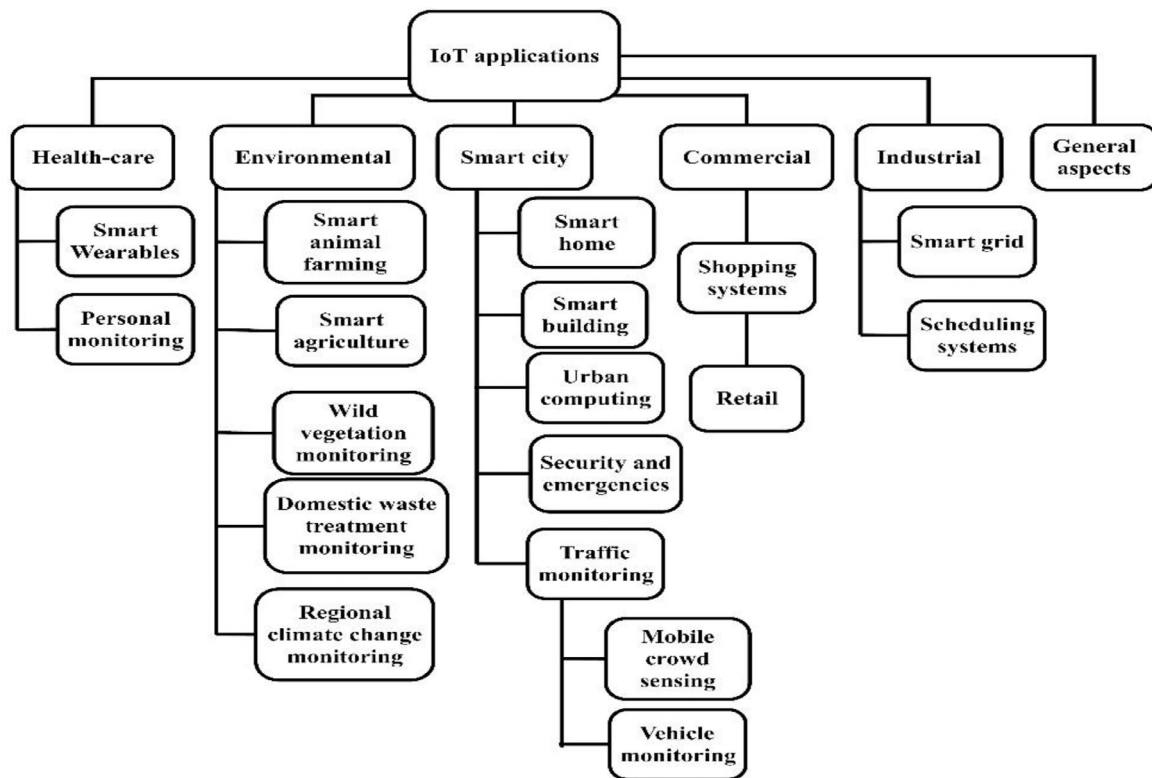 IoT applications
Health-care
Environmental
Smart city
Commercial
Industrial
General
aspects
Smart
Wearables
Personal
monitoring
Smart
animal
farming
Smart
agriculture
Wild
vegetation
monitoring
Domestic waste
treatment
monitoring
Regional
climate change
monitoring
Smart
home
Smart
building
Urban
computing
Security and
emergencies
Traffic
monitoring
Mobile
crowd
sensing
Vehicle
monitoring
Shopping
systems
Retail
Smart grid
Scheduling
systems